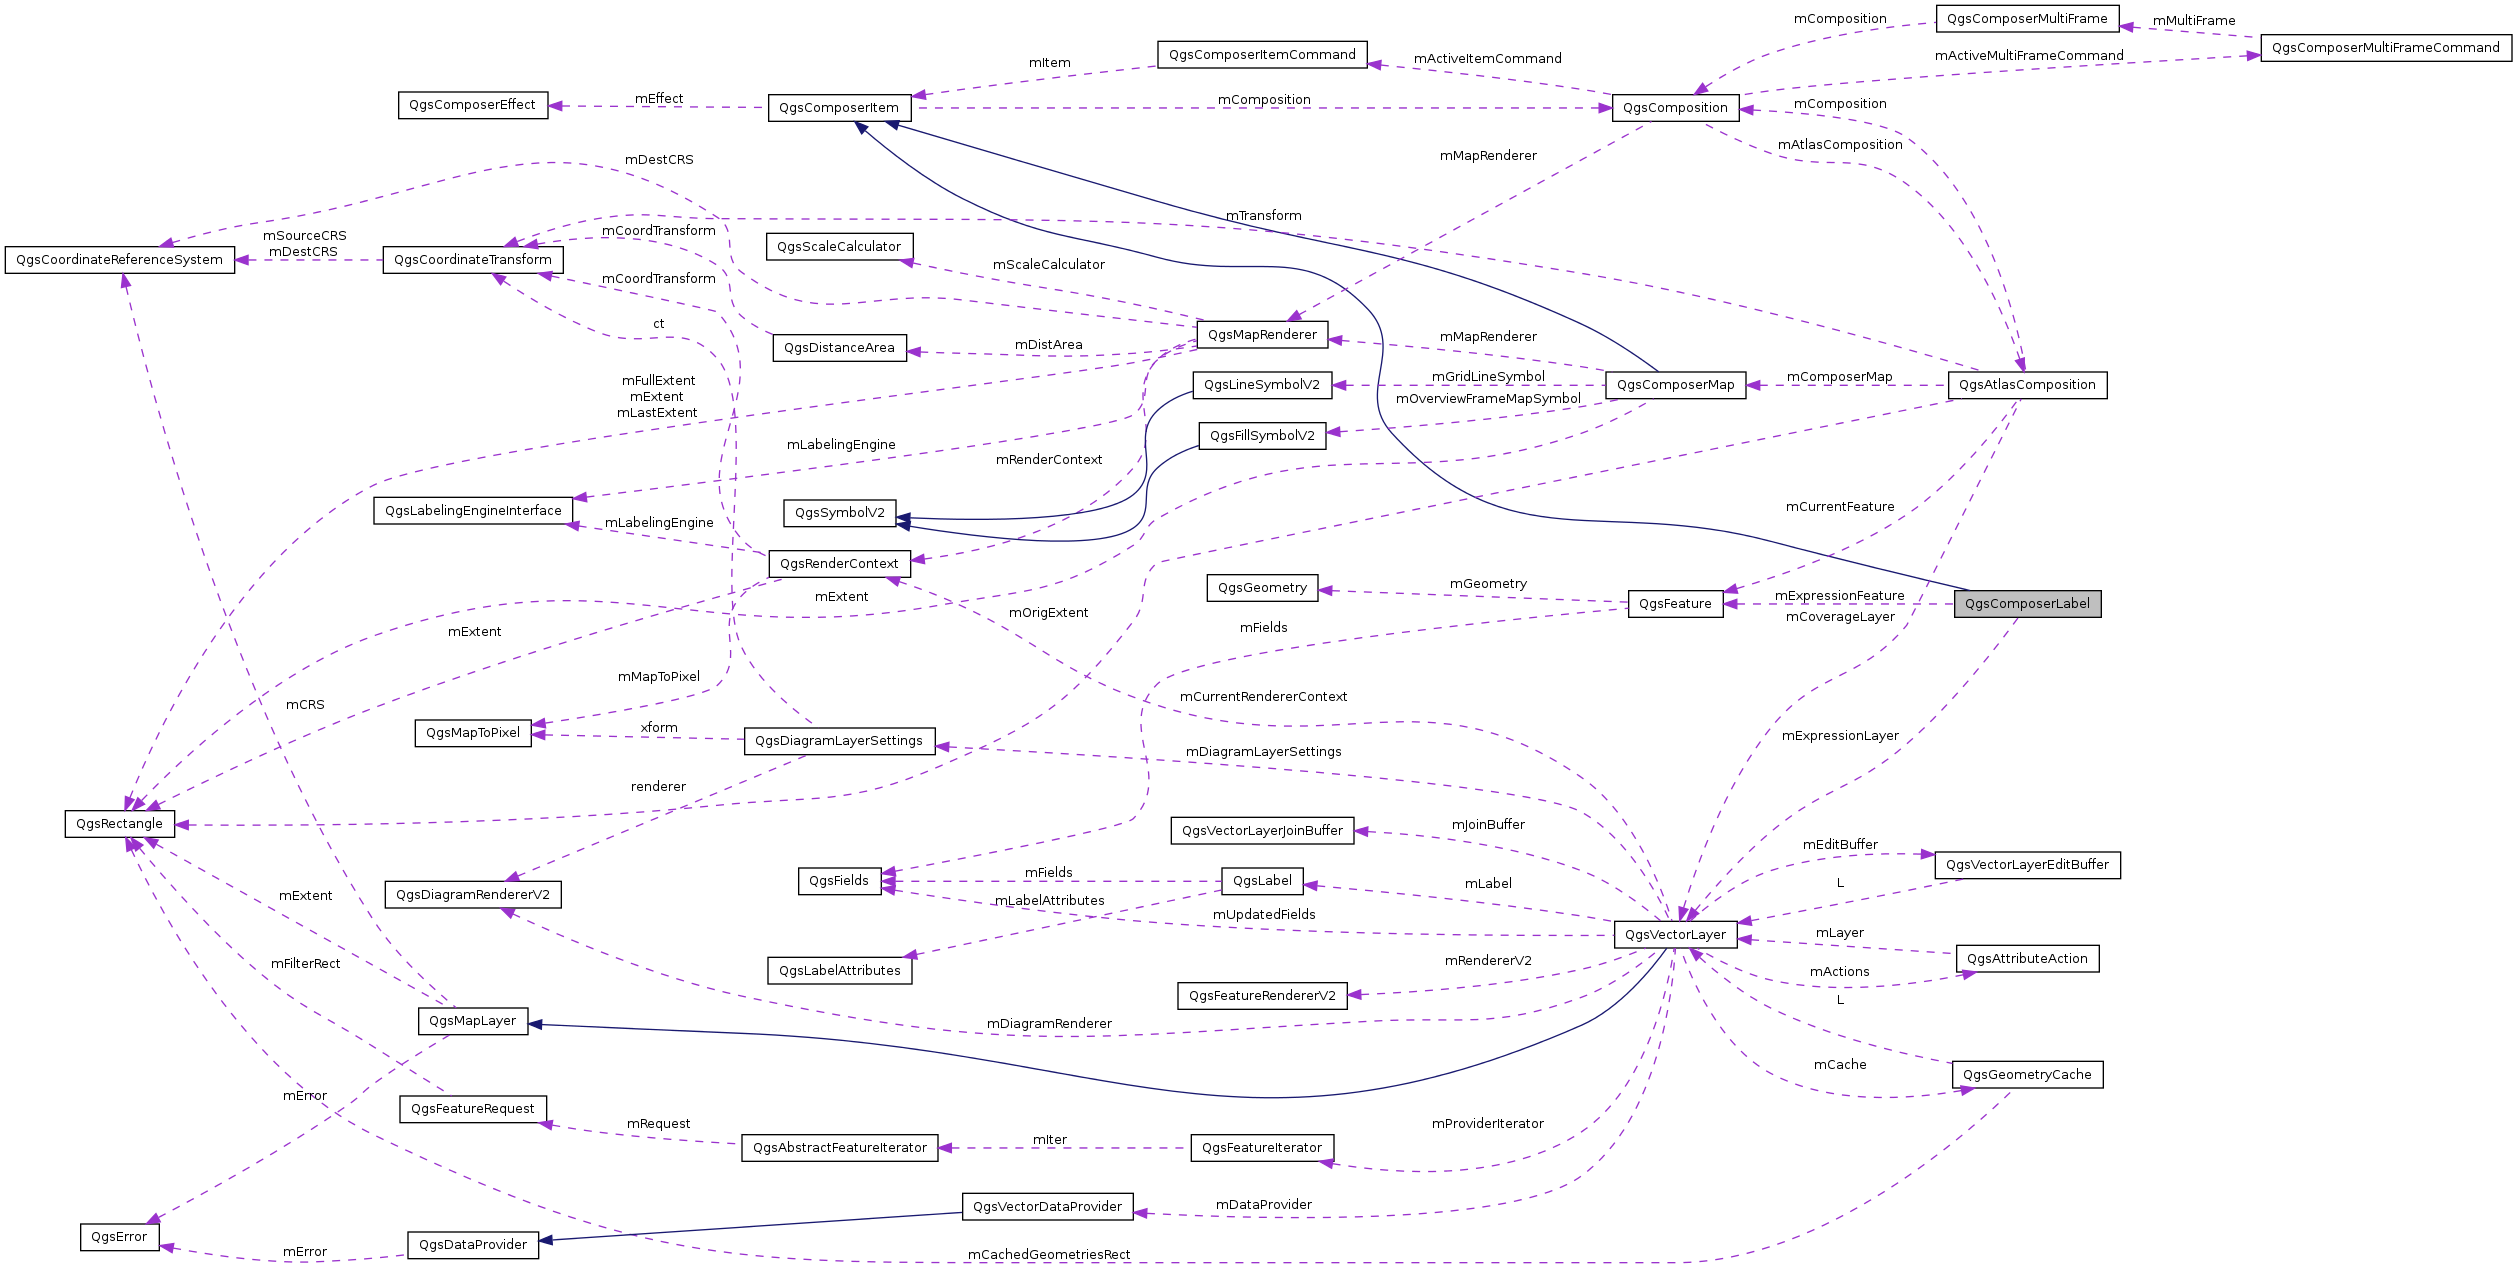 QgsComposerMultiFrame
mComposition
mMultiFrame
QgsComposerMultiFrameCommand
QgsComposerItemCommand
mItem
mActiveItemCommand
mActiveMultiFrameCommand
QgsComposerEffect
mEffect
QgsComposerItem
mComposition
QgsComposition
mComposition
mAtlasComposition
mDestCRS
mMapRenderer
mTransform
mSourceCRS
mDestCRS
mCoordTransform
QgsScaleCalculator
QgsCoordinateReferenceSystem
QgsCoordinateTransform
mScaleCalculator
mCoordTransform
ct
QgsMapRenderer
QgsDistanceArea
mDistArea
mMapRenderer
mFullExtent
mExtent
mLastExtent
QgsLineSymbolV2
mGridLineSymbol
QgsComposerMap
mComposerMap
QgsAtlasComposition
mOverviewFrameMapSymbol
QgsFillSymbolV2
mLabelingEngine
mRenderContext
QgsLabelingEngineInterface
QgsSymbolV2
mCurrentFeature
mLabelingEngine
QgsRenderContext
QgsGeometry
mGeometry
mExtent
mOrigExtent
QgsFeature
mExpressionFeature
QgsComposerLabel
mCoverageLayer
mExtent
mFields
mMapToPixel
mCRS
mCurrentRendererContext
QgsMapToPixel
xform
QgsDiagramLayerSettings
mDiagramLayerSettings
mExpressionLayer
renderer
QgsRectangle
QgsVectorLayerJoinBuffer
mJoinBuffer
mEditBuffer
QgsVectorLayerEditBuffer
QgsDiagramRendererV2
QgsFields
mFields
QgsLabel
mLabel
L
mExtent
mLabelAttributes
mUpdatedFields
QgsVectorLayer
mLayer
mFilterRect
QgsLabelAttributes
mRendererV2
mActions
QgsAttributeAction
QgsFeatureRendererV2
L
QgsMapLayer
mDiagramRenderer
mCache
QgsGeometryCache
mError
QgsFeatureRequest
mRequest
QgsAbstractFeatureIterator
mIter
QgsFeatureIterator
mProviderIterator
QgsVectorDataProvider
mDataProvider
QgsError
mError
QgsDataProvider
mCachedGeometriesRect